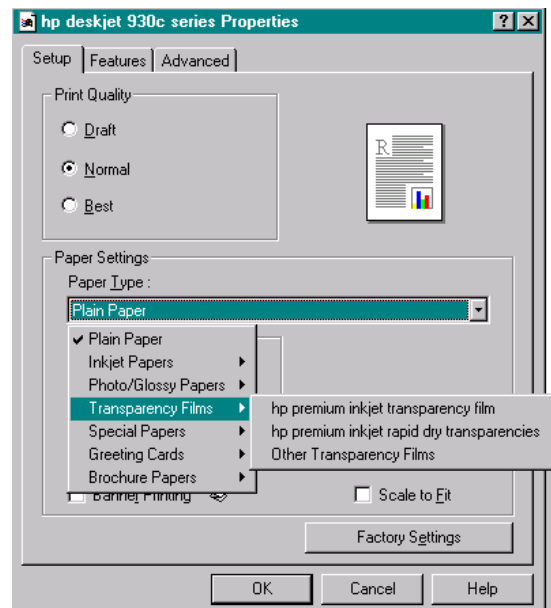 hp deskjet 930c series Properties
Setup
Features
Advanced
Print Quality
Draft
Normal
Best
R
Paper Settings
Paper Type :
Plain Paper
Plain Paper
Inkjet Papers
Photo/Glossy Papers
Transparency Films
Special Papers
Greeting Cards
Brochure Papers
hp premium inkjet transparency film
hp premium inkjet rapid dry transparencies
Other Transparency Films
Banner Printing
Scale to Fit
Factory Settings
OK
Cancel
Help